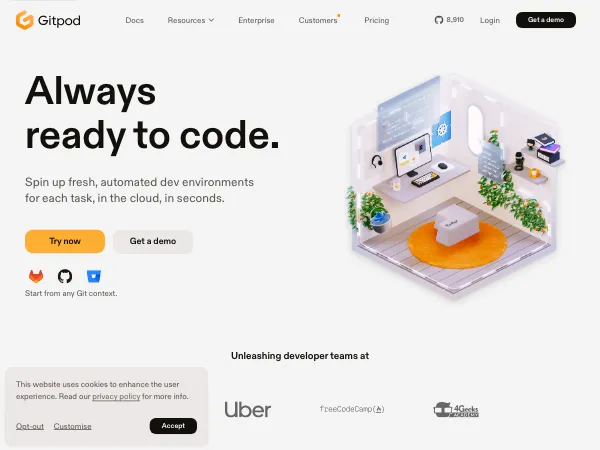 Gitpod
Docs
Resources
Enterprise
Customers
Pricing
8,910
Login
Get a demo
Always
ready to code.
Spin up fresh, automated dev environments
for each task, in the cloud, in seconds.
Try now
Get a demo
Start from any Git context.
Unleashing developer teams at
This website uses cookies to enhance the user
experience. Read our privacy policy for more info.
Opt-out
Customise
Accept
Uber
freeCodeCamp(🔥)
4Geeks
ACADEMY